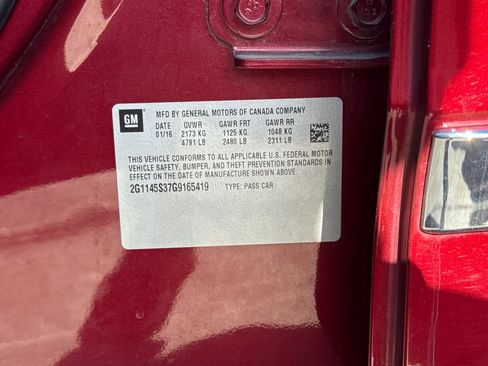 GM
MFD BY GENERAL MOTORS OF CANADA COMPANY
DATE GVWR GAWR FRT GAWR RR
01/16 2173 KG 1125 KG 1048 KG
4791 LB 2480 LB 2311 LB
THIS VEHICLE CONFORMS TO ALL APPLICABLE U.S. FEDERAL MOTOR
VEHICLE SAFETY, BUMPER, AND THEFT PREVENTION STANDARDS IN
EFFECT ON THE DATE OF MANUFACTURE SHOWN ABOVE.
2G1145S37G9165419 TYPE: PASS CAR